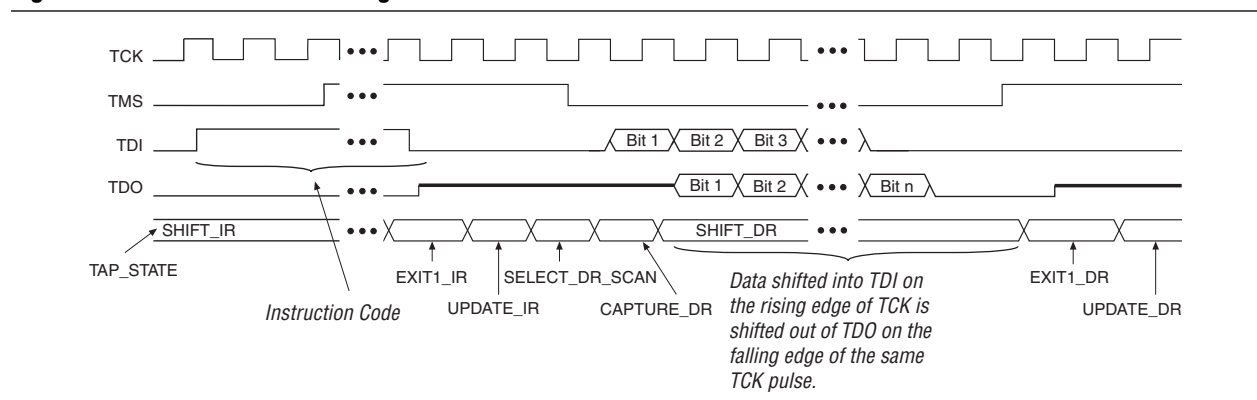 TCK
TMS
TDI Bit 1 Bit 2 Bit 3
TDO Bit 1 Bit 2 Bit n
SHIFT_IR SHIFT_DR
TAP_STATE
EXIT1_IR SELECT_DR_SCAN EXIT1_DR
UPDATE_IR CAPTURE_DR UPDATE_DR
Instruction Code
Data shifted into TDI on
the rising edge of TCK is
shifted out of TDO on the
falling edge of the same
TCK pulse.